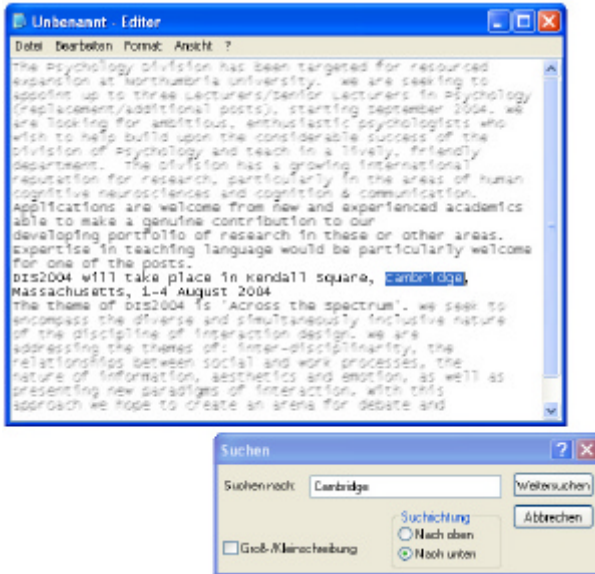 Unbenannt - Editor
Datei Bearbeiten Format Ansicht ?
The Psychology Division has been targeted for resourced
expansion at Northumbria University. We are seeking to
appoint up to three Lecturers/Senior Lecturers in Psychology
(replacement/additional posts), starting September 2004. We
are looking for ambitious, enthusiastic psychologists who
wish to help build upon the considerable success of the
Division of Psychology and teach in a lively, friendly
department. The Division has a growing international
reputation for research, particularly in the areas of human
cognitive neurosciences and cognition & communication.
Applications are welcome from new and experienced academics
able to make a genuine contribution to our
developing portfolio of research in these or other areas.
Expertise in teaching language would be particularly welcome
for one of the posts.
DIS2004 will take place in Kendall Square, Cambridge,
Massachusetts, 1-4 August 2004
The theme of DIS2004 is 'Across the Spectrum'. We seek to
encompass the diverse and simultaneously inclusive nature
of the discipline of interaction design. We are
addressing the themes of: inter-disciplinarity, the
relationships between social and work processes, the
nature of information, aesthetics and emotion, as well as
presenting new paradigms of interaction. With this
approach we hope to create an arena for debate and
Suchen
Suchen nach: Cambridge Weitersuchen
Suchrichtung Abbrechen
Nach oben
Groß-/Kleinschreibung Nach unten